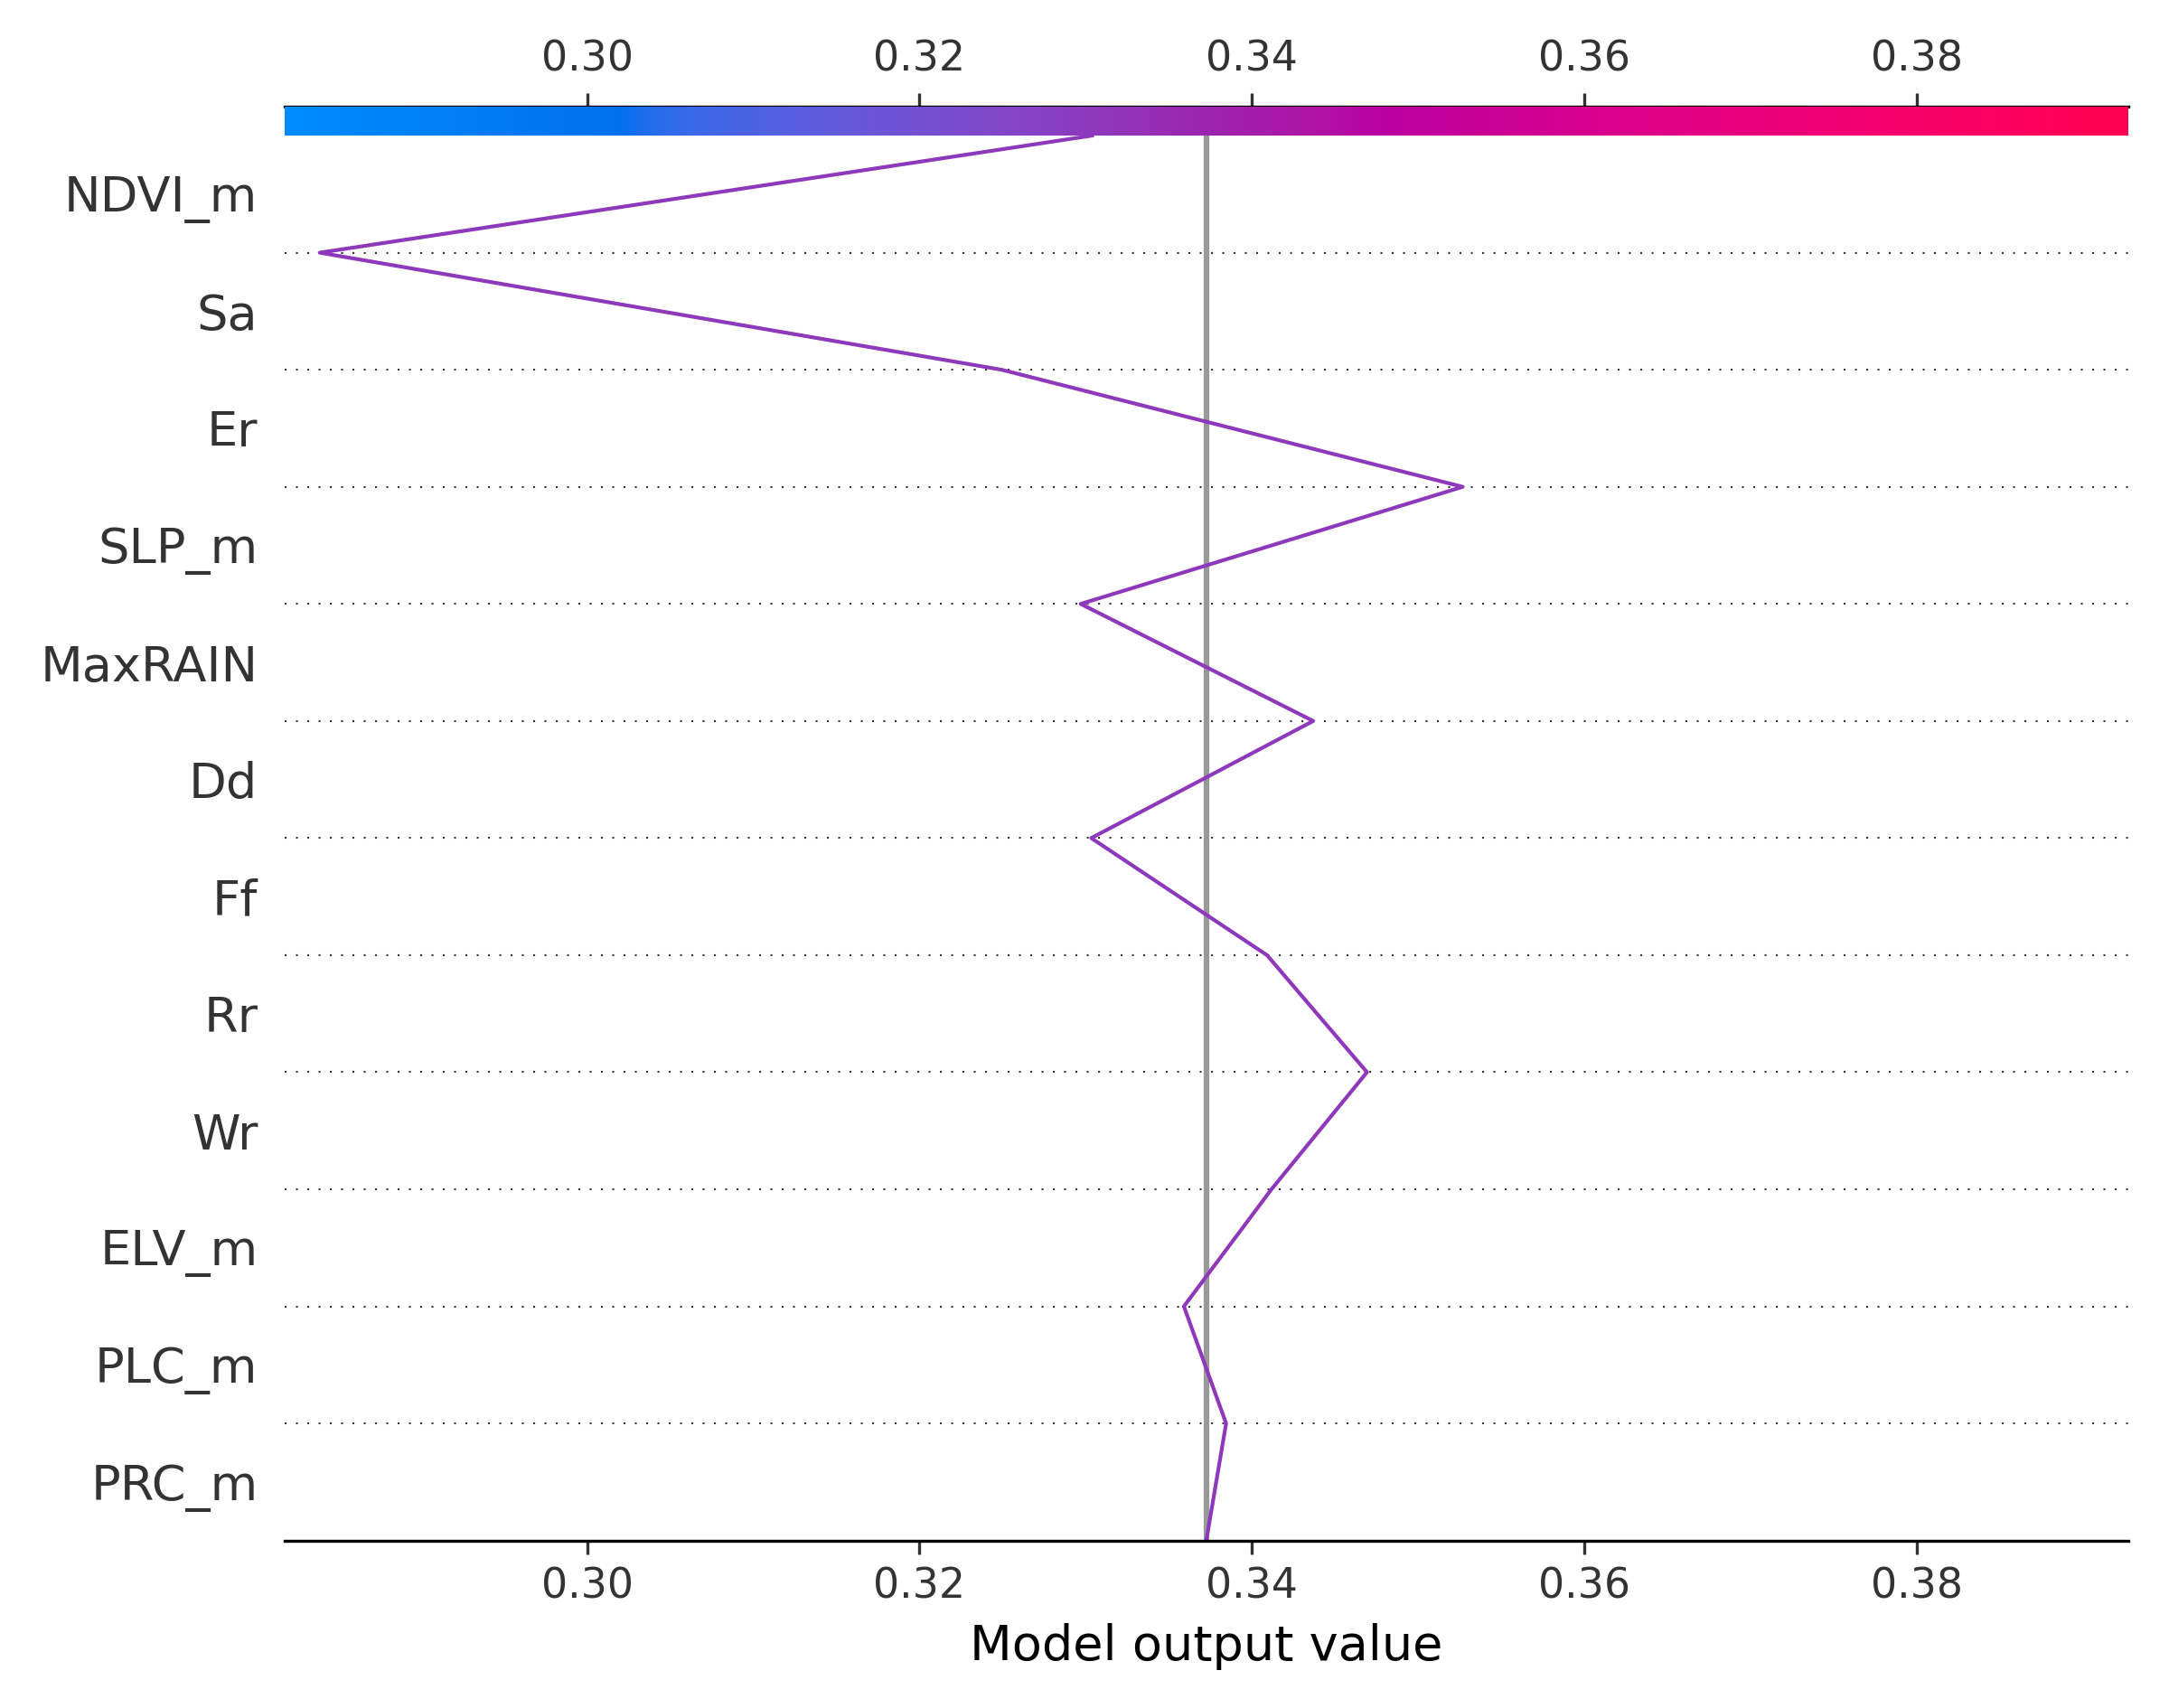 0.30 0.32 0.34 0.36 0.38
NDVI_m
Sa
Er
SLP_m
MaxRAIN
Dd
Ff
Rr
Wr
ELV_m
PLC_m
PRC_m
0.30 0.32 0.34 0.36 0.38
Model output value